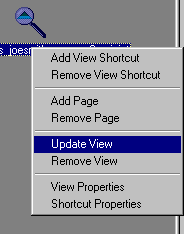 Add View Shortcut
Remove View Shortcut
Add Page
Remove Page
Update View
Remove View
View Properties
Shortcut Properties